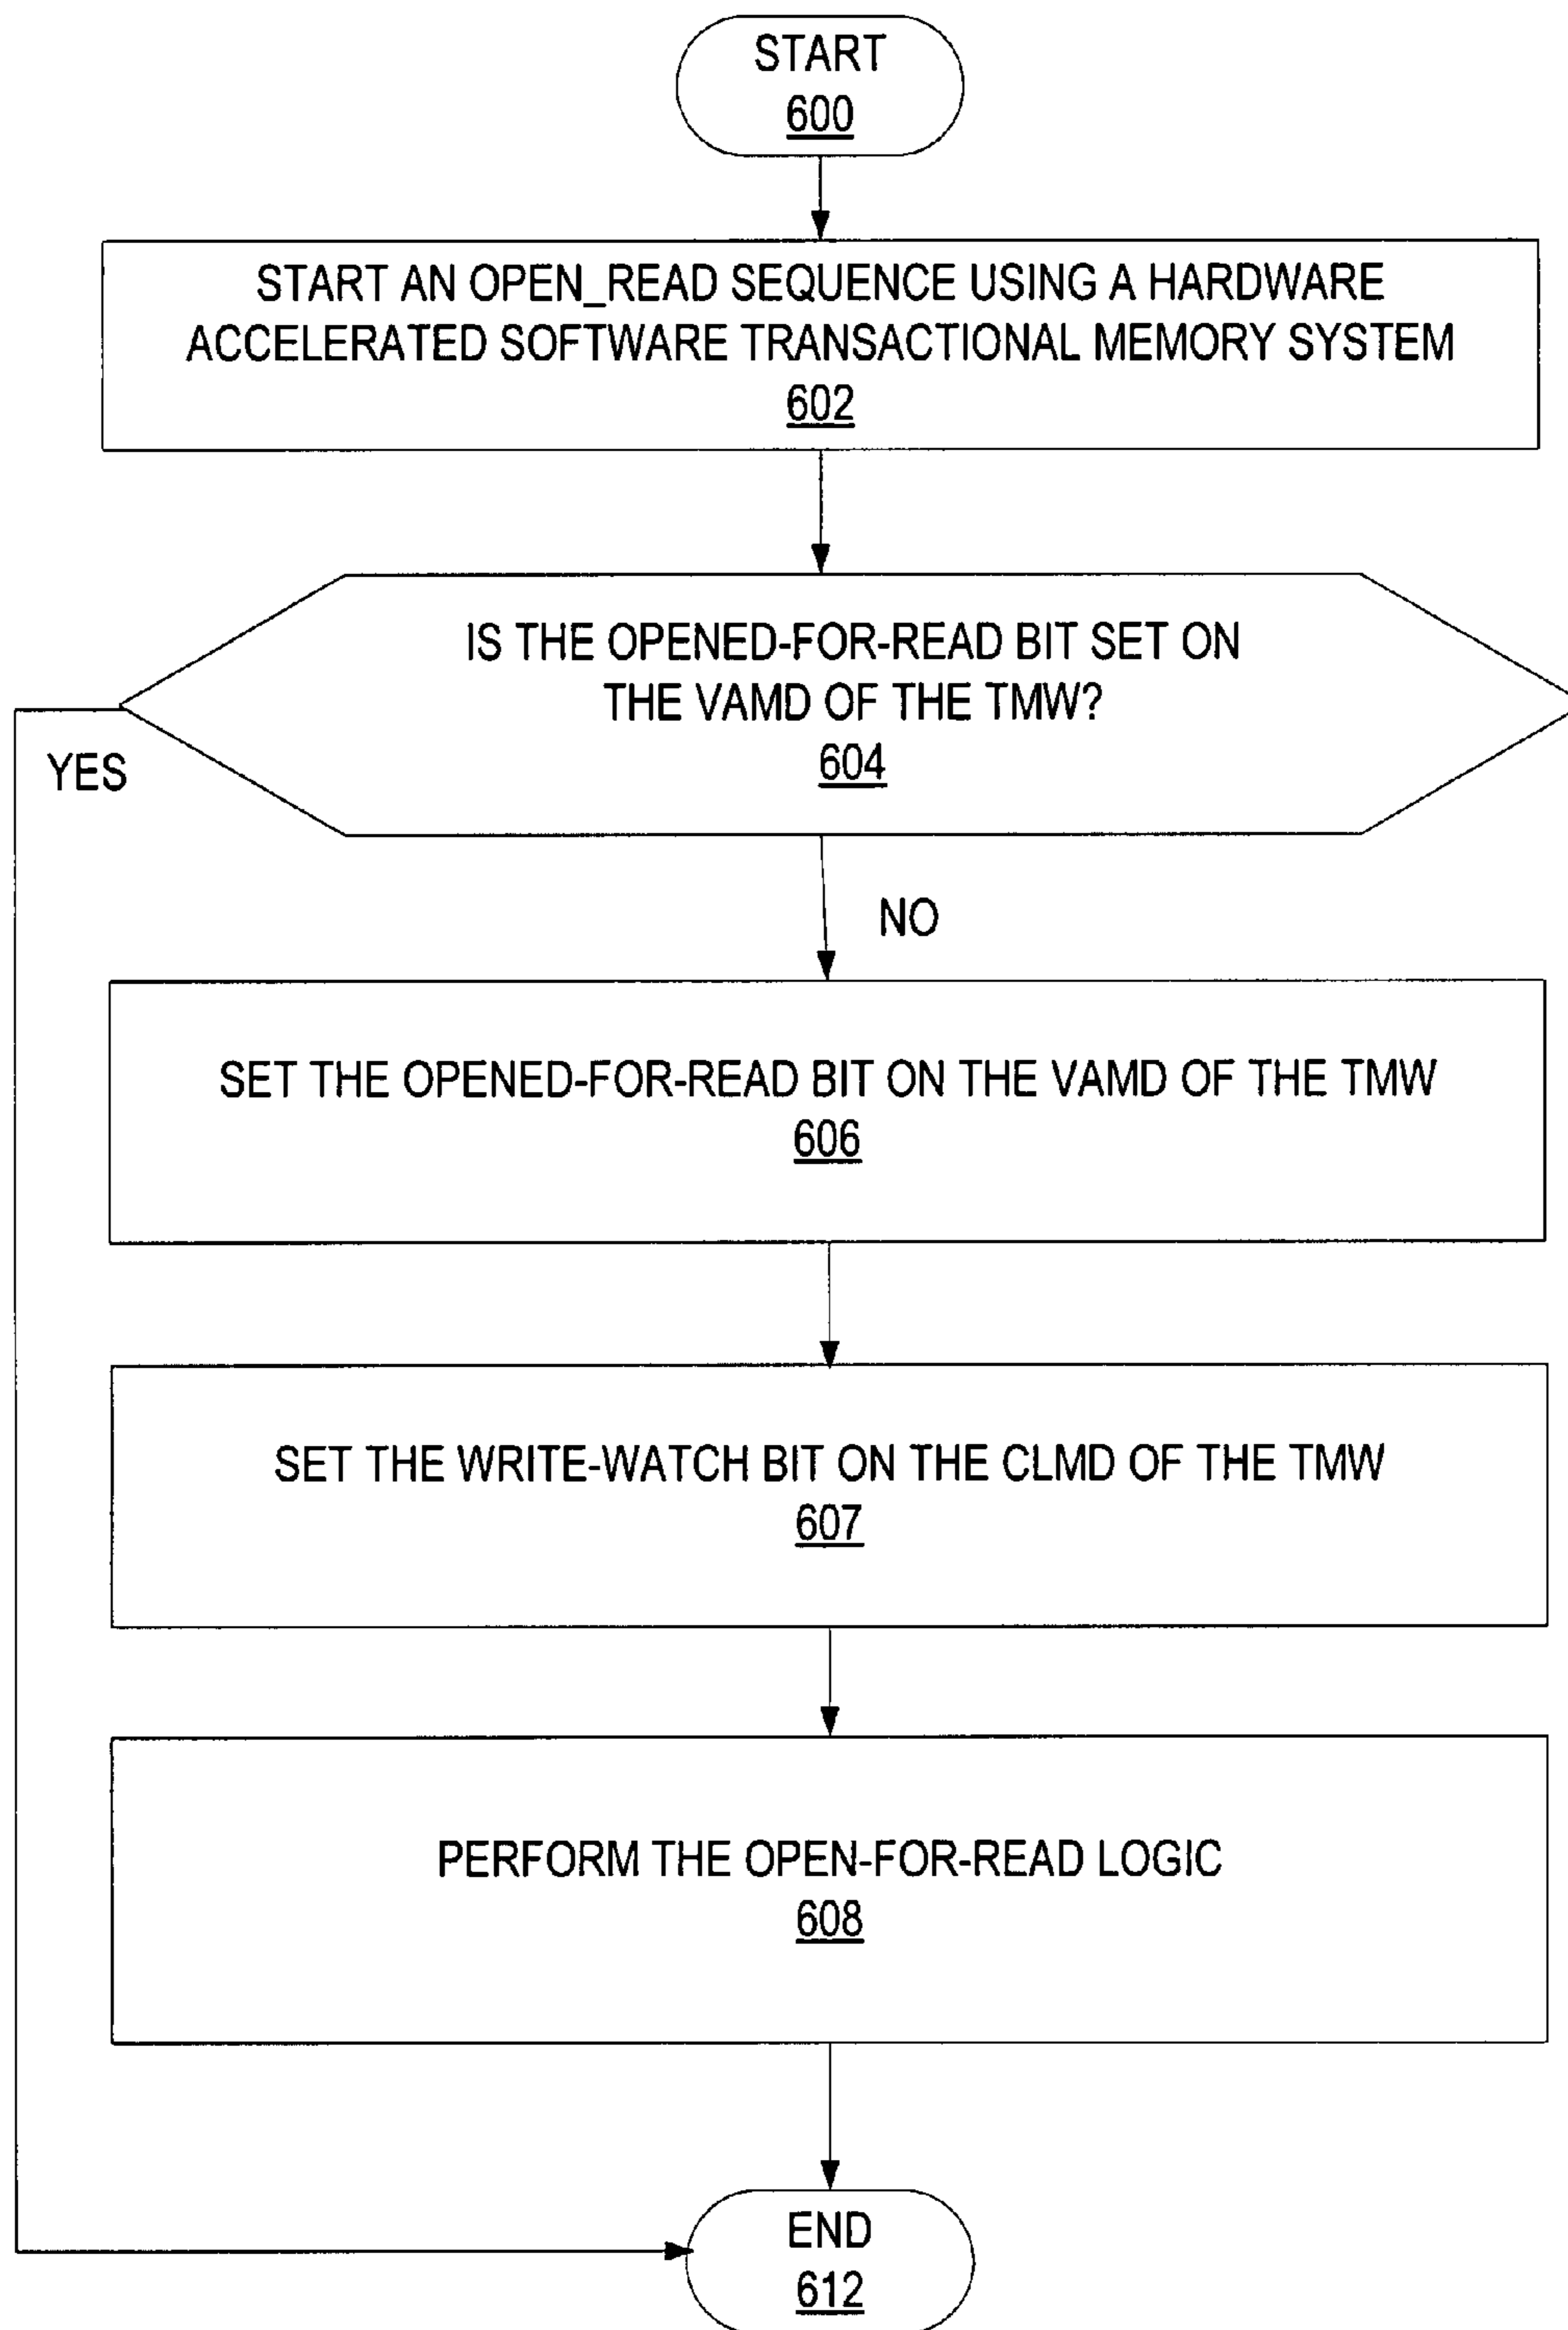 START
600
START AN OPEN_READ SEQUENCE USING A HARDWARE
ACCELERATED SOFTWARE TRANSACTIONAL MEMORY SYSTEM
602
IS THE OPENED-FOR-READ BIT SET ON
THE VAMD OF THE TMW?
604
YES
NO
SET THE OPENED-FOR-READ BIT ON THE VAMD OF THE TMW
606
SET THE WRITE-WATCH BIT ON THE CLMD OF THE TMW
607
PERFORM THE OPEN-FOR-READ LOGIC
608
END
612